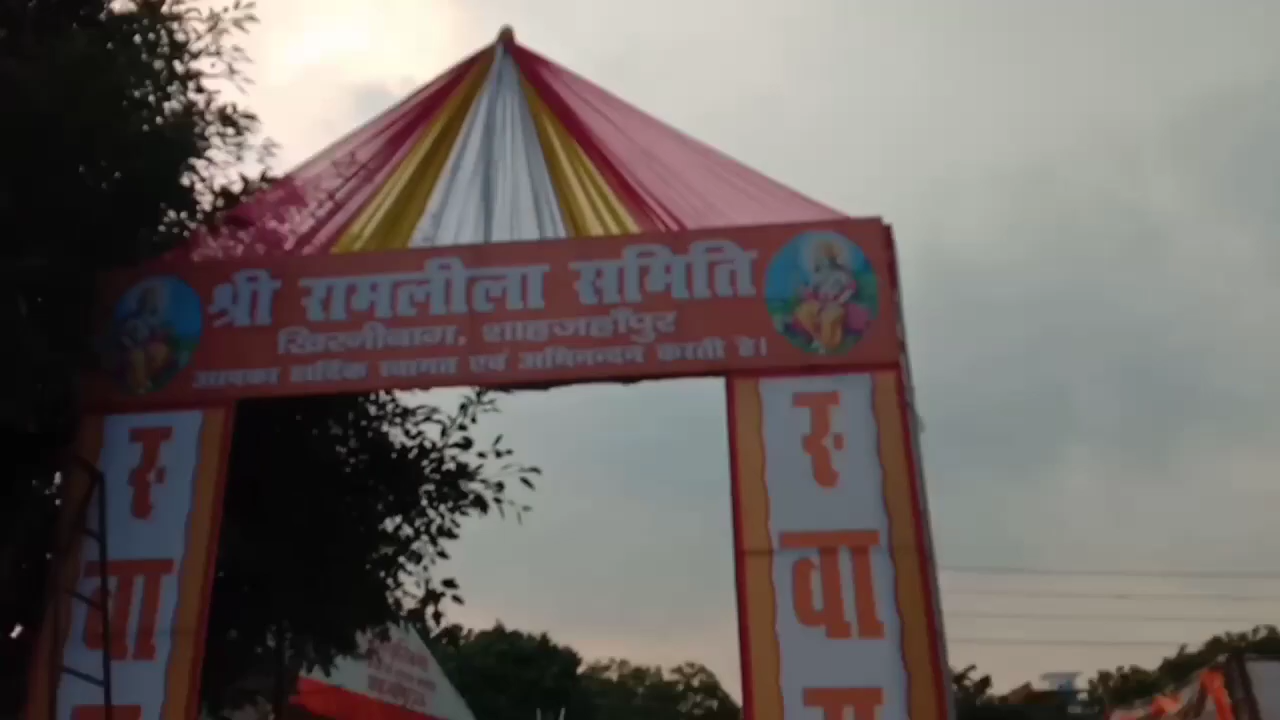 श्री रामलीला समिति
खिरनीबाग, शाहजहाँपुर
आपका हार्दिक स्वागत एवं अभिनन्दन करती है।
स्
वा
स्
वा